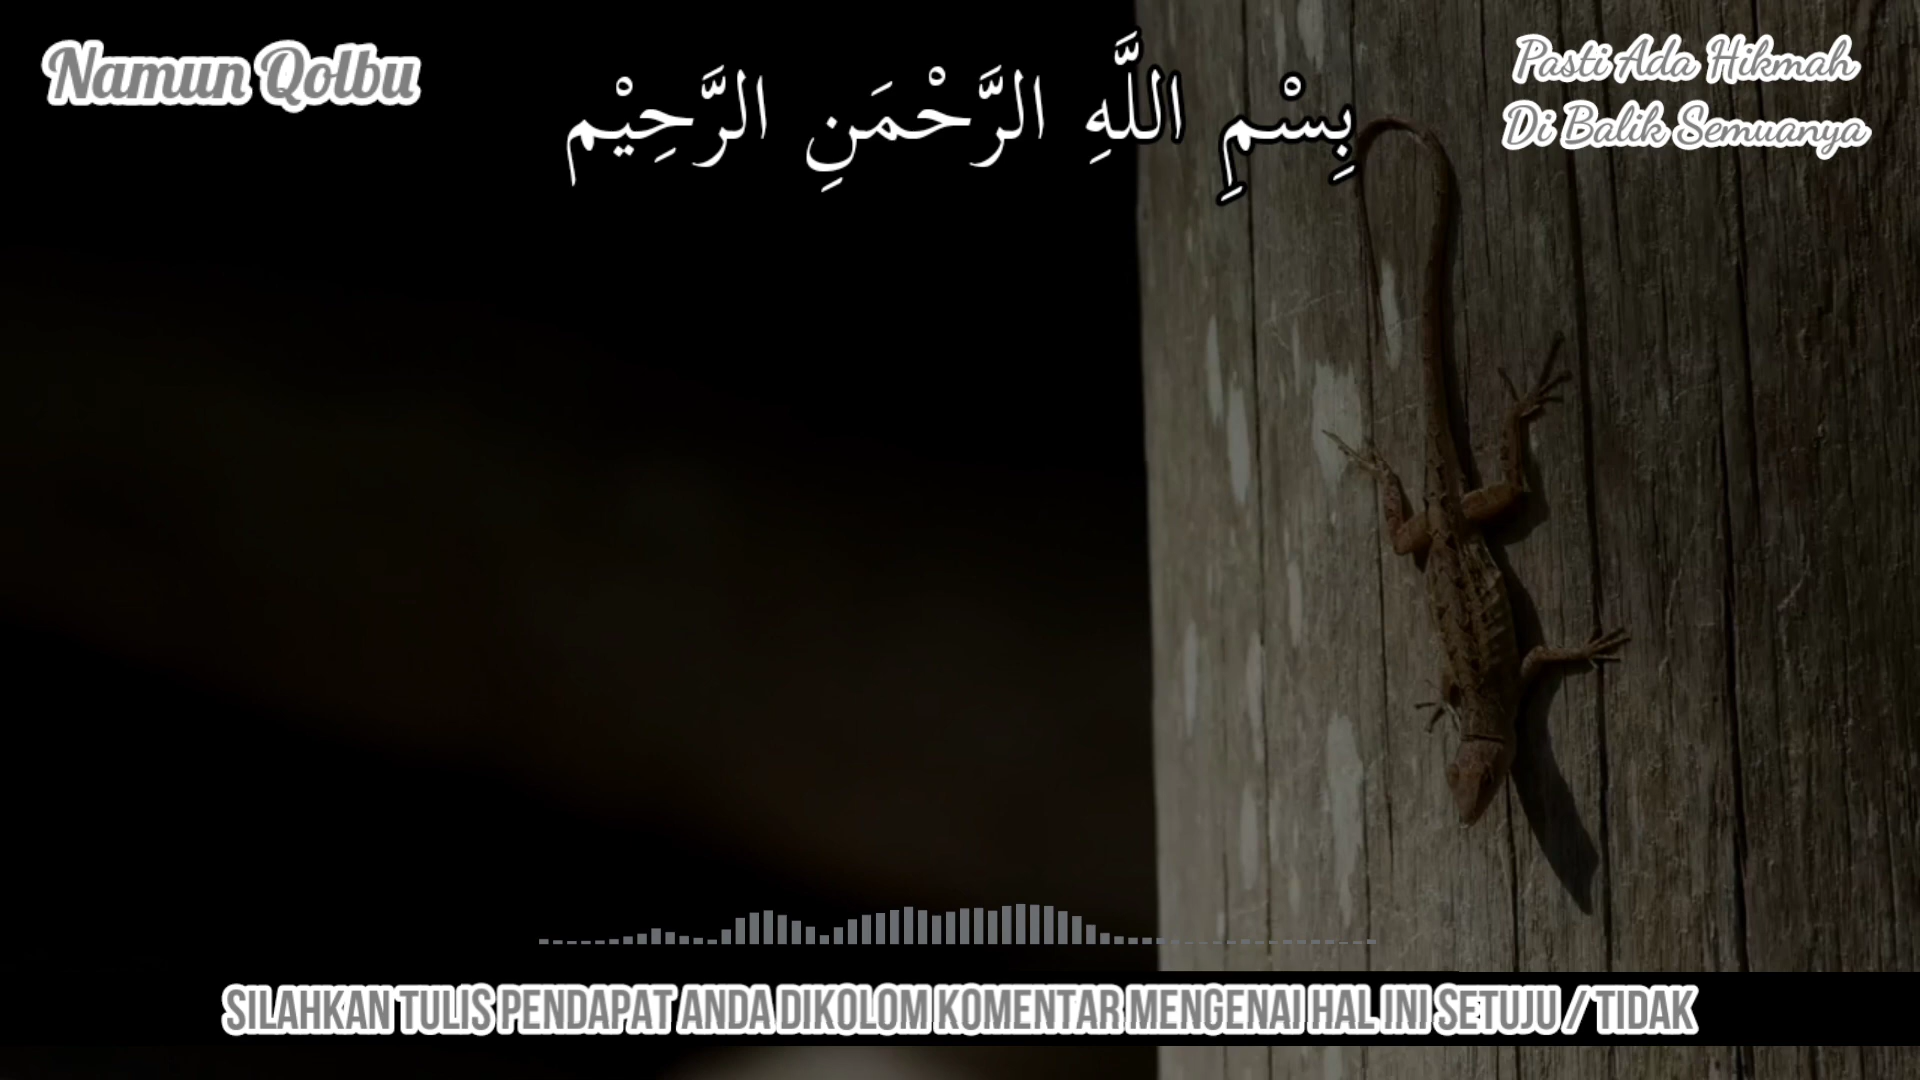 Namun Qolbu
بِسْمِ اللَّهِ الرَّحْمَنِ الرَّحِيْم
Pasti Ada Hikmah
Di Balik Semuanya
SILAHKAN TULIS PENDAPAT ANDA DIKOLOM KOMENTAR MENGENAI HAL INI SETUJU / TIDAK